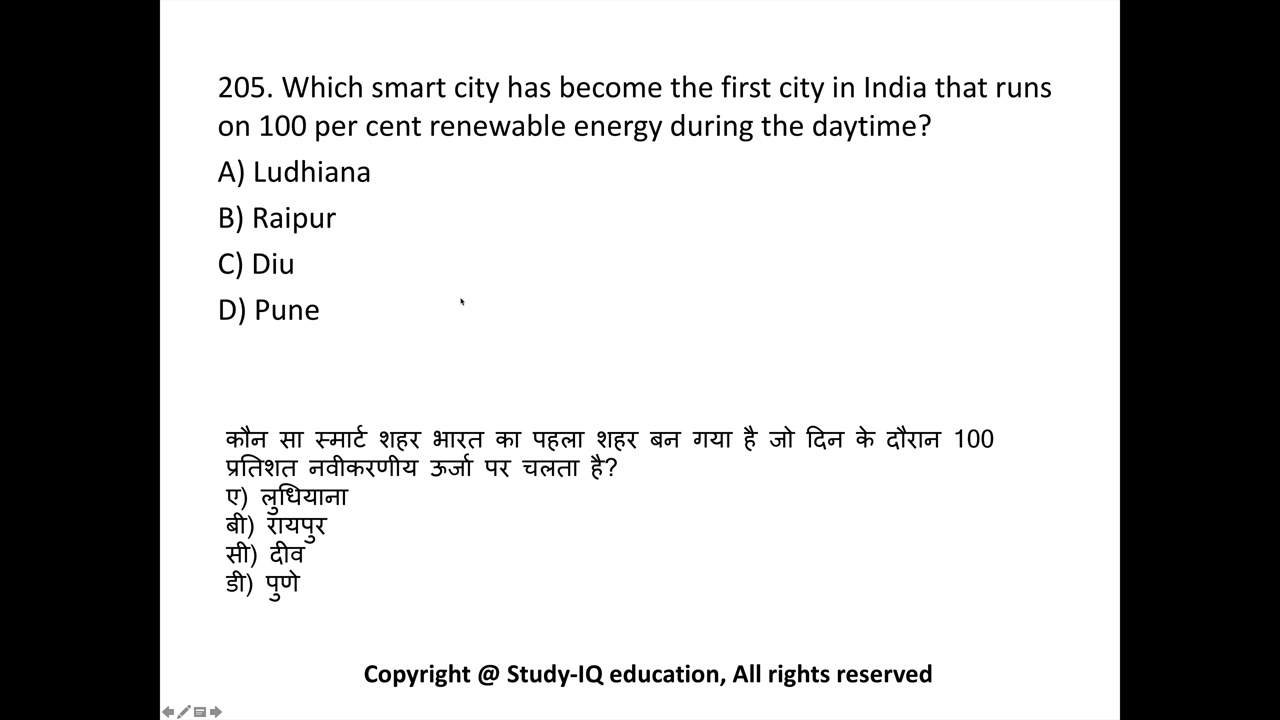 205. Which smart city has become the first city in India that runs
on 100 per cent renewable energy during the daytime?
A) Ludhiana
B) Raipur
C) Diu
D) Pune
कौन सा स्मार्ट शहर भारत का पहला शहर बन गया है जो दिन के दौरान 100
प्रतिशत नवीकरणीय ऊर्जा पर चलता है?
ए) लुधियाना
बी) रायपुर
सी) दीव
डी) पुणे
Copyright @ Study-IQ education, All rights reserved